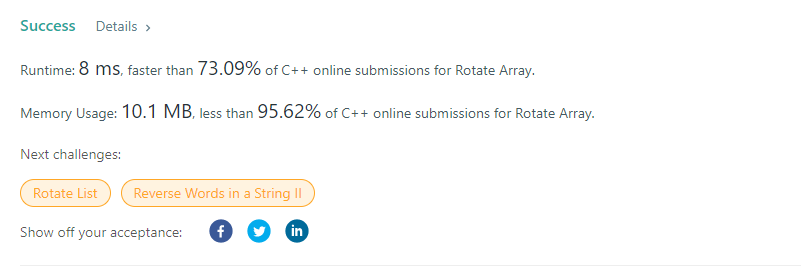 Success Details ›
Runtime: 8 ms, faster than 73.09% of C++ online submissions for Rotate Array.
Memory Usage: 10.1 MB, less than 95.62% of C++ online submissions for Rotate Array.
Next challenges:
Rotate List Reverse Words in a String II
Show off your acceptance: f in